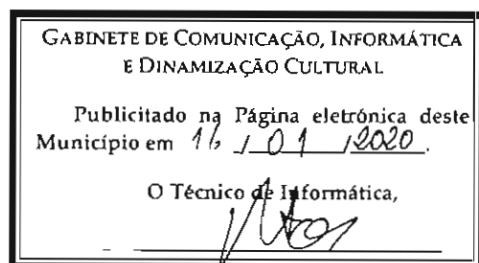 GABINETE DE COMUNICAÇÃO, INFORMÁTICA
E DINAMIZAÇÃO CULTURAL
Publicitado na Página eletrónica deste
Município em 16 / 01 / 2020.
O Técnico de Informática,